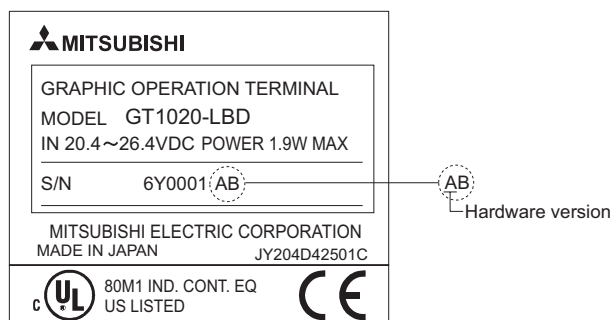 MITSUBISHI
GRAPHIC OPERATION TERMINAL
MODEL GT1020-LBD
IN 20.4～26.4VDC POWER 1.9W MAX
S/N 6Y0001 AB
AB
Hardware version
MITSUBISHI ELECTRIC CORPORATION
MADE IN JAPAN JY204D42501C
C UL ® 80M1 IND. CONT. EQ
US LISTED
CE